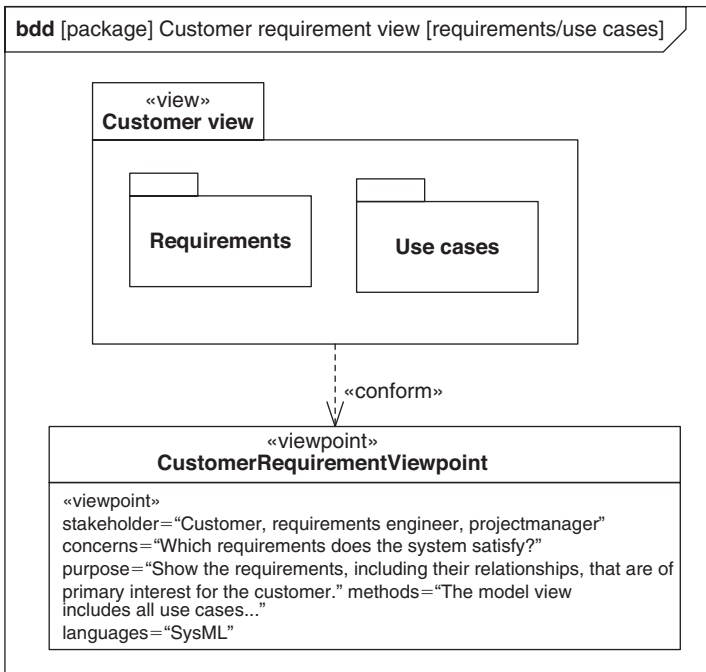 bdd [package] Customer requirement view [requirements/use cases]
«view»
Customer view
Requirements
Use cases
«conform»
«viewpoint»
CustomerRequirementViewpoint
«viewpoint»
stakeholder=“Customer, requirements engineer, projectmanager”
concerns=“Which requirements does the system satisfy?”
purpose=“Show the requirements, including their relationships, that are of
primary interest for the customer.” methods=“The model view
includes all use cases...”
languages=“SysML”